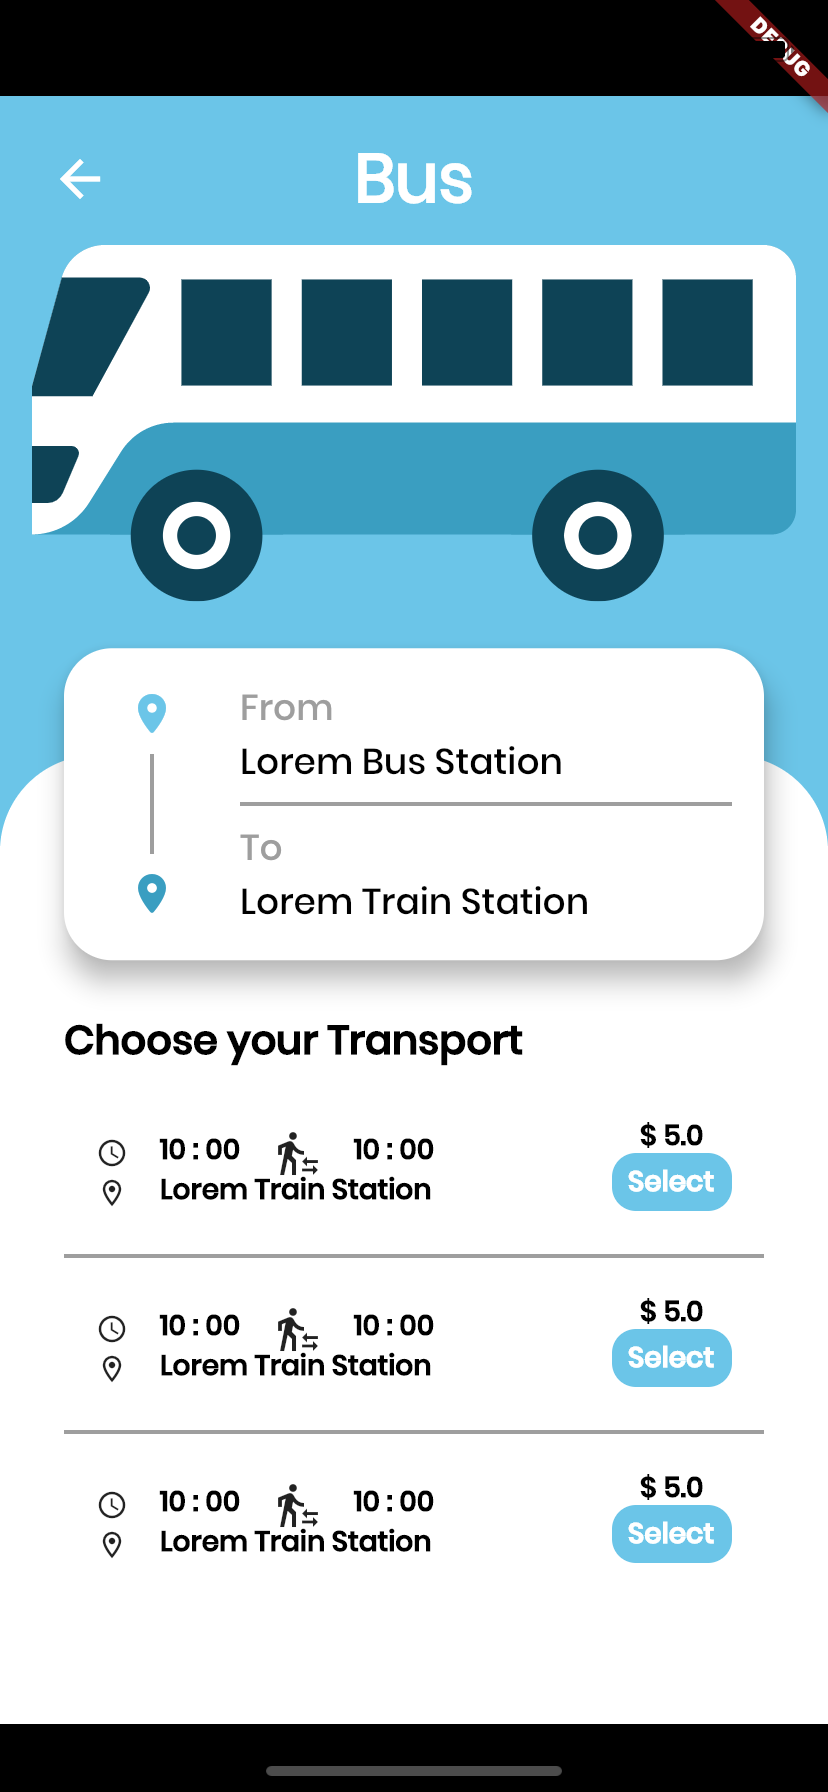 DEBUG
Bus
From
Lorem Bus Station
To
Lorem Train Station
Choose your Transport
10 : 00 10 : 00 $ 5.0
Lorem Train Station Select
10 : 00 10 : 00 $ 5.0
Lorem Train Station Select
10 : 00 10 : 00 $ 5.0
Lorem Train Station Select